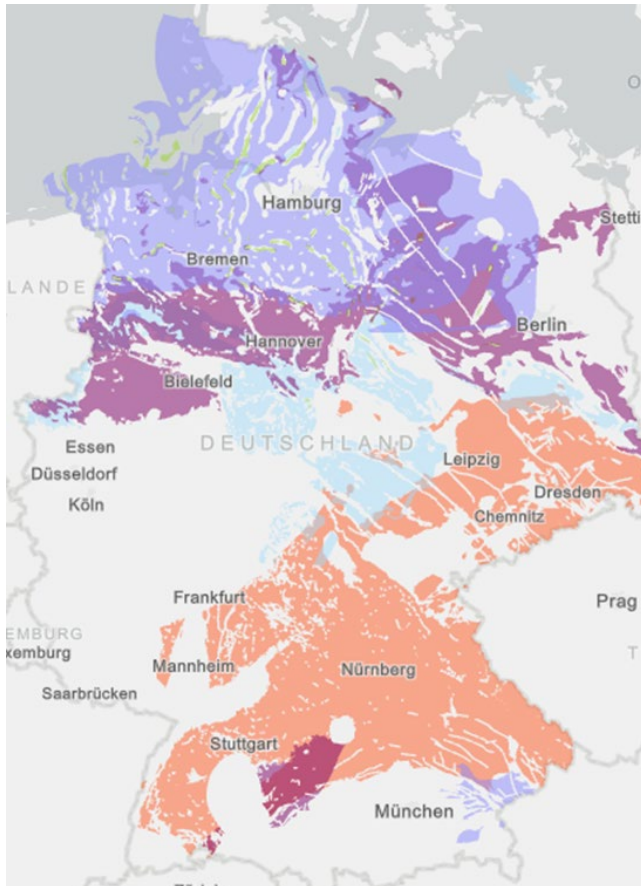 Hamburg
Stetti
Bremen
LANDE
Berlin
Hannover
Bielefeld
DEUTSCHLAND
Essen
Leipzig
Düsseldorf
Dresden
Köln
Chemnitz
Frankfurt
Prag
EMBURG
xemburg
Mannheim
Nürnberg
Saarbrücken
Stuttgart
München